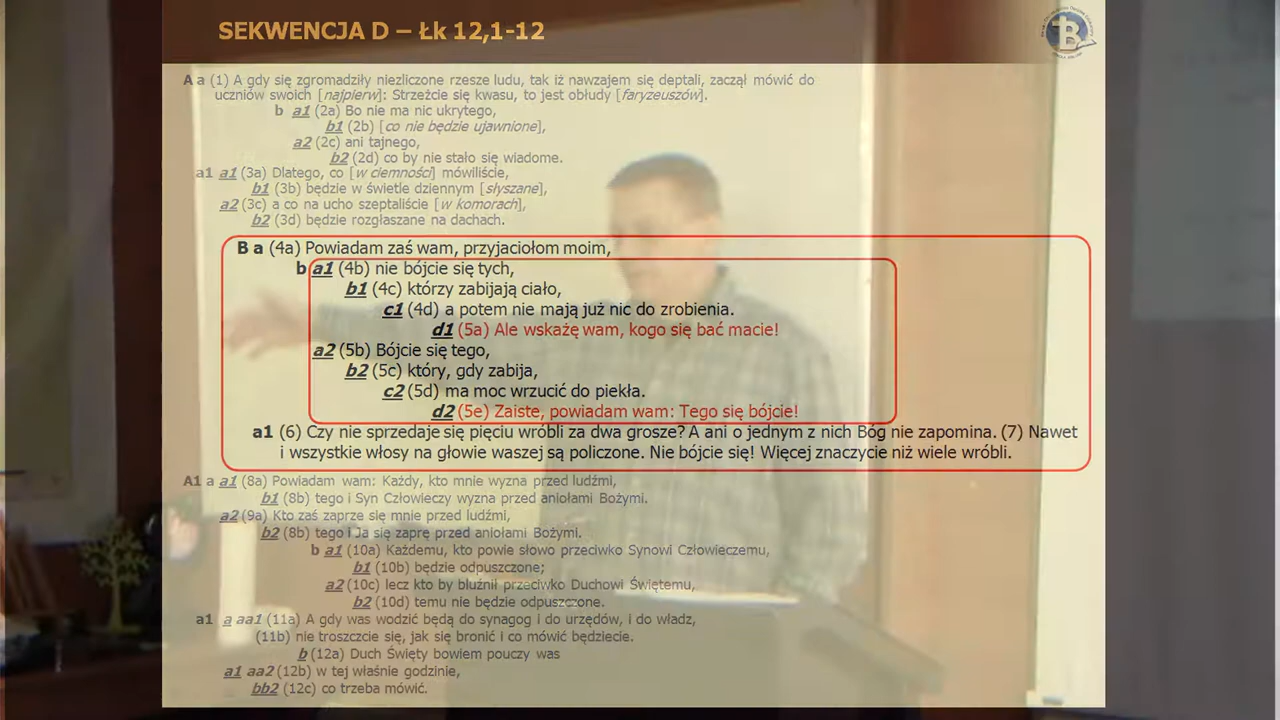 SEKWENCJA D – Łk 12,1-12
A a (1) A gdy się zgromadziły niezliczone rzesze ludu, tak iż nawzajem się deptali, zaczął mówić do
uczniów swoich [najpierw]: Strzeżcie się kwasu, to jest obłudy [faryzeuszów].
b a1 (2a) Bo nie ma nic ukrytego,
b1 (2b) [co nie będzie ujawnione],
a2 (2c) ani tajnego,
b2 (2d) co by nie stało się wiadome.
a1 a1 (3a) Dlatego, co [w ciemności] mówiliście,
b1 (3b) będzie w świetle dziennym [słyszane],
a2 (3c) a co na ucho szeptaliście [w komorach],
b2 (3d) będzie rozgłaszane na dachach.
B a (4a) Powiadam zaś wam, przyjaciołom moim,
b a1 (4b) nie bójcie się tych,
b1 (4c) którzy zabijają ciało,
c1 (4d) a potem nie mają już nic do zrobienia.
d1 (5a) Ale wskażę wam, kogo się bać macie!
a2 (5b) Bójcie się tego,
b2 (5c) który, gdy zabija,
c2 (5d) ma moc wrzucić do piekła.
d2 (5e) Zaiste, powiadam wam: Tego się bójcie!
a1 (6) Czy nie sprzedaje się pięciu wróbli za dwa grosze? A ani o jednym z nich Bóg nie zapomina. (7) Nawet
i wszystkie włosy na głowie waszej są policzone. Nie bójcie się! Więcej znaczycie niż wiele wróbli.
A1 a a1 (8a) Powiadam wam: Każdy, kto mnie wyzna przed ludźmi,
b1 (8b) tego i Syn Człowieczy wyzna przed aniołami Bożymi.
a2 (9a) Kto zaś zaprze się mnie przed ludźmi,
b2 (8b) tego i Ja się zaprę przed aniołami Bożymi.
b a1 (10a) Każdemu, kto powie słowo przeciwko Synowi Człowieczemu,
b1 (10b) będzie odpuszczone;
a2 (10c) lecz kto by bluźnił przeciwko Duchowi Świętemu,
b2 (10d) temu nie będzie odpuszczone.
a1 a aa1 (11a) A gdy was wodzić będą do synagog i do urzędów, i do władz,
(11b) nie troszczcie się, jak się bronić i co mówić będziecie.
b (12a) Duch Święty bowiem pouczy was
a1 aa2 (12b) w tej właśnie godzinie,
bb2 (12c) co trzeba mówić.